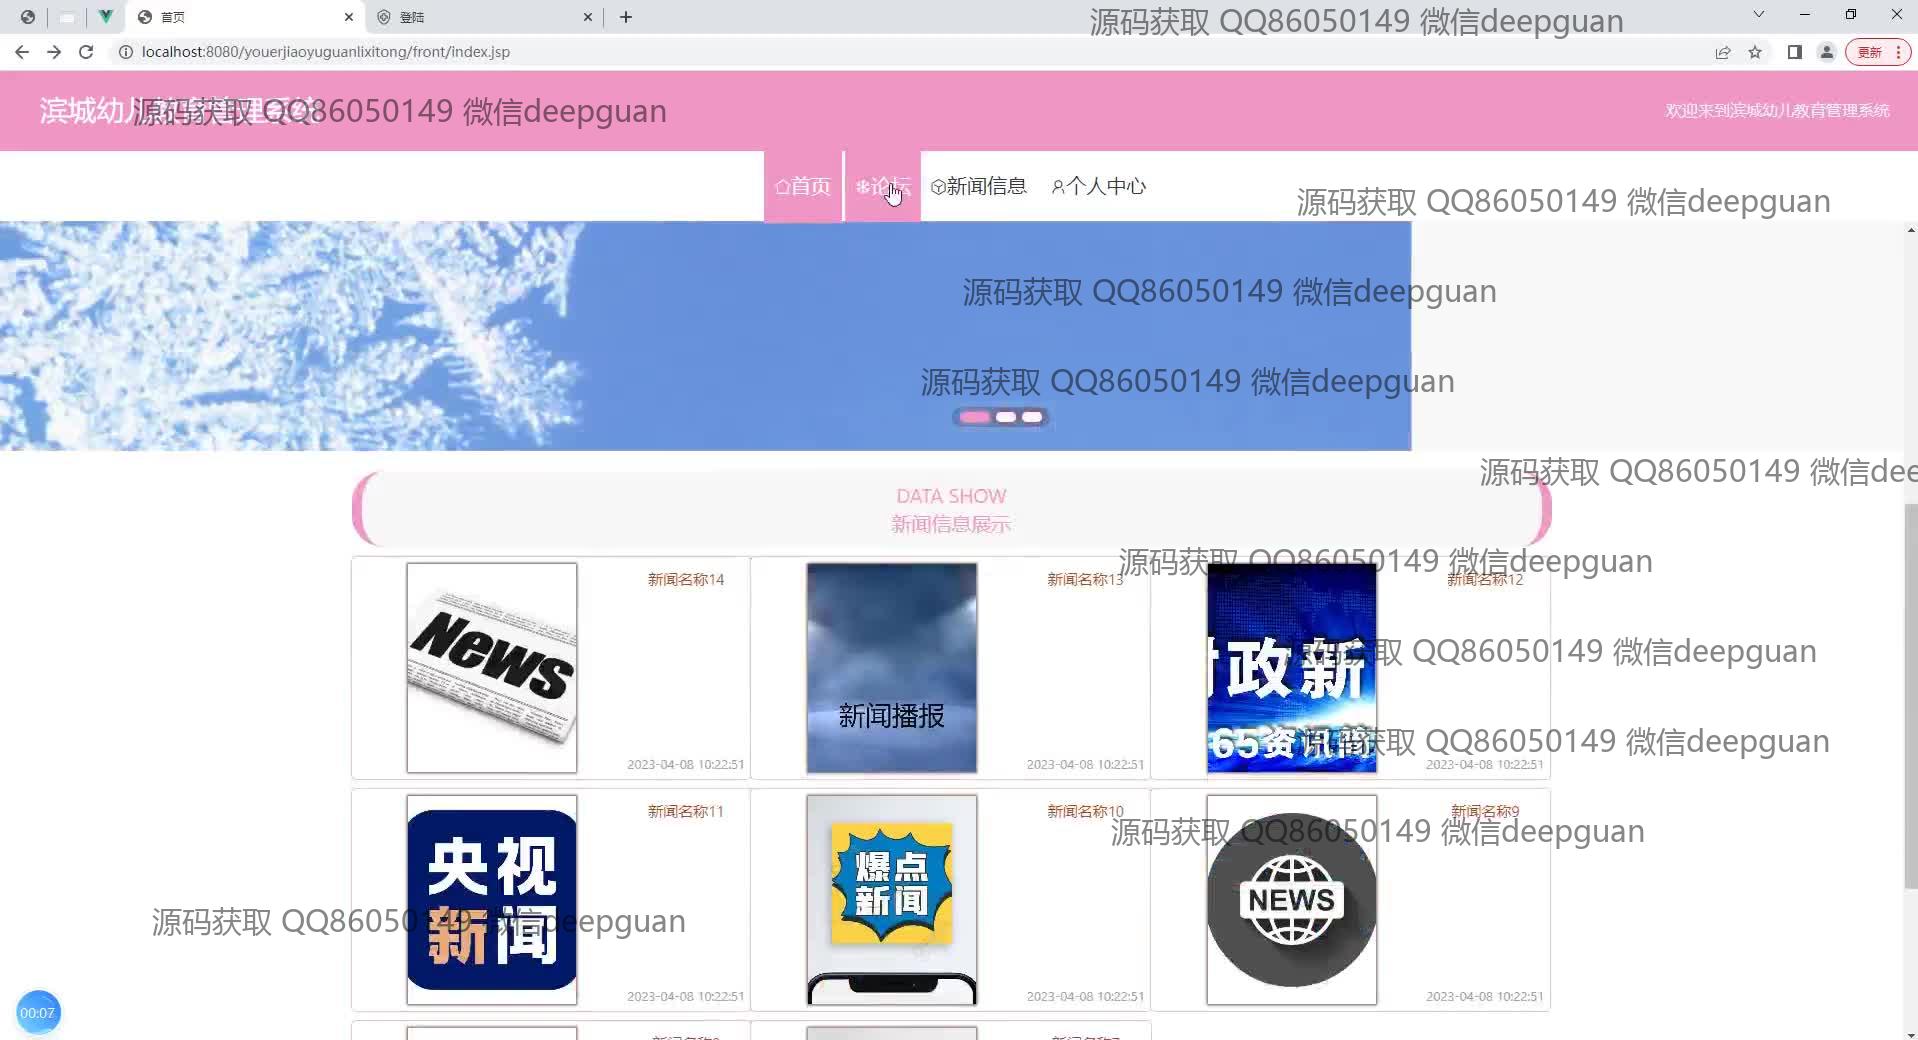 首页
登陆
源码获取 QQ86050149 微信deepguan
localhost:8080/youerjiaoyuguanlixitong/front/index.jsp
更新
滨城幼儿教育管理系统
源码获取 QQ86050149 微信deepguan
欢迎来到滨城幼儿教育管理系统
首页
论坛
新闻信息
个人中心
源码获取 QQ86050149 微信deepguan
源码获取 QQ86050149 微信deepguan
源码获取 QQ86050149 微信deepguan
源码获取 QQ86050149 微信dee
DATA SHOW
新闻信息展示
源码获取 QQ86050149 微信deepguan
News
新闻名称14
2023-04-08 10:22:51
新闻播报
新闻名称13
2023-04-08 10:22:51
政新
65资讯
新闻名称12
2023-04-08 10:22:51
源码获取 QQ86050149 微信deepguan
源码获取 QQ86050149 微信deepguan
央视
新闻
新闻名称11
2023-04-08 10:22:51
爆点
新闻
新闻名称10
2023-04-08 10:22:51
NEWS
新闻名称9
2023-04-08 10:22:51
源码获取 QQ86050149 微信deepguan
源码获取 QQ86050149 微信deepguan
00:07